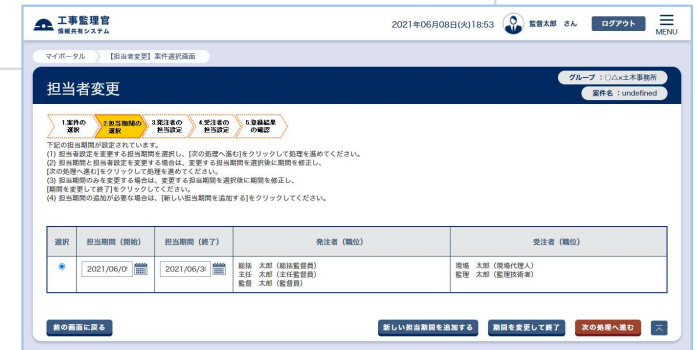 工事監理官
情報共有システム
2021年06月08日(火)18:53 監督太郎 さん ログアウト MENU
マイポータル 【担当者変更】案件選択画面
グループ：○△×土木事務所
担当者変更
案件名：undefined
1.案件の選択 2.担当期間の選択 3.発注者の担当設定 4.受注者の担当設定 5.登録結果の確認
下記の担当期間が設定されています。
(1) 担当者設定を変更する担当期間を選択し、[次の処理へ進む]をクリックして処理を進めてください。
(2) 担当期間と担当者設定を変更する場合は、変更する担当期間を選択後に期間を修正し、
[次の処理へ進む]をクリックして処理を進めてください。
(3) 担当期間のみを変更する場合は、変更する担当期間を選択後に期間を修正し、
[期間を変更して終了]をクリックしてください。
(4) 担当期間の追加が必要な場合は、[新しい担当期間を追加する]をクリックしてください。
選択 担当期間（開始） 担当期間（終了） 発注者（職位） 受注者（職位）
2021/06/0 2021/06/3
総括 太郎（総括監督員） 現場 太郎（現場代理人）
主任 太郎（主任監督員） 監理 太郎（監理技術者）
監督 太郎（監督員）
前の画面に戻る 新しい担当期間を追加する 期間を変更して終了 次の処理へ進む